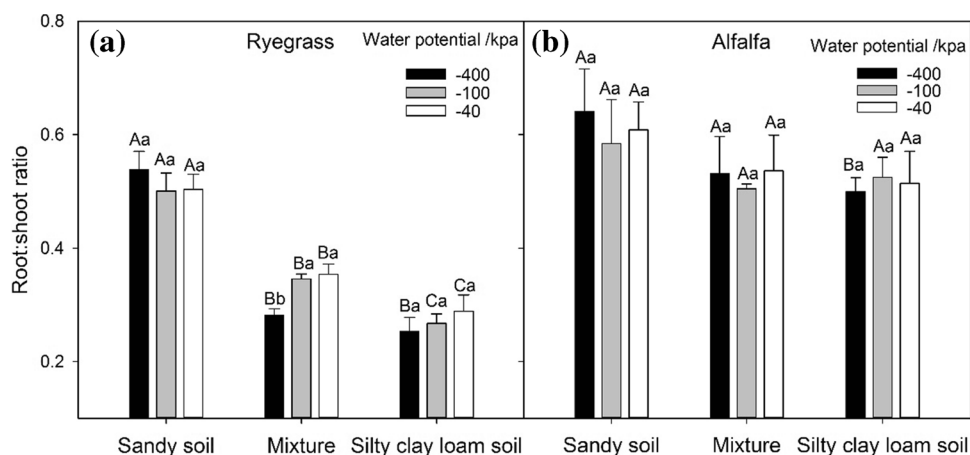 0.8
0.6
0.4
0.2
Root:shoot ratio
(a)
Ryegrass
Water potential /kpa
-400
-100
-40
Aa
Aa
Aa
Bb
Ba
Ba
Ba
Ca
Ca
Sandy soil
Mixture
Silty clay loam soil
(b)
Alfalfa
Water potential /kpa
-400
-100
-40
Aa
Aa
Aa
Aa
Aa
Aa
Ba
Aa
Aa
Sandy soil
Mixture
Silty clay loam soil